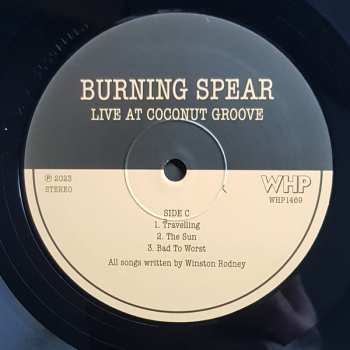 BURNING SPEAR
LIVE AT COCONUT GROOVE
℗ 2023
STEREO
WHP
WHP1469
SIDE C
1. Travelling
2. The Sun
3. Bad To Worst
All songs written by Winston Rodney